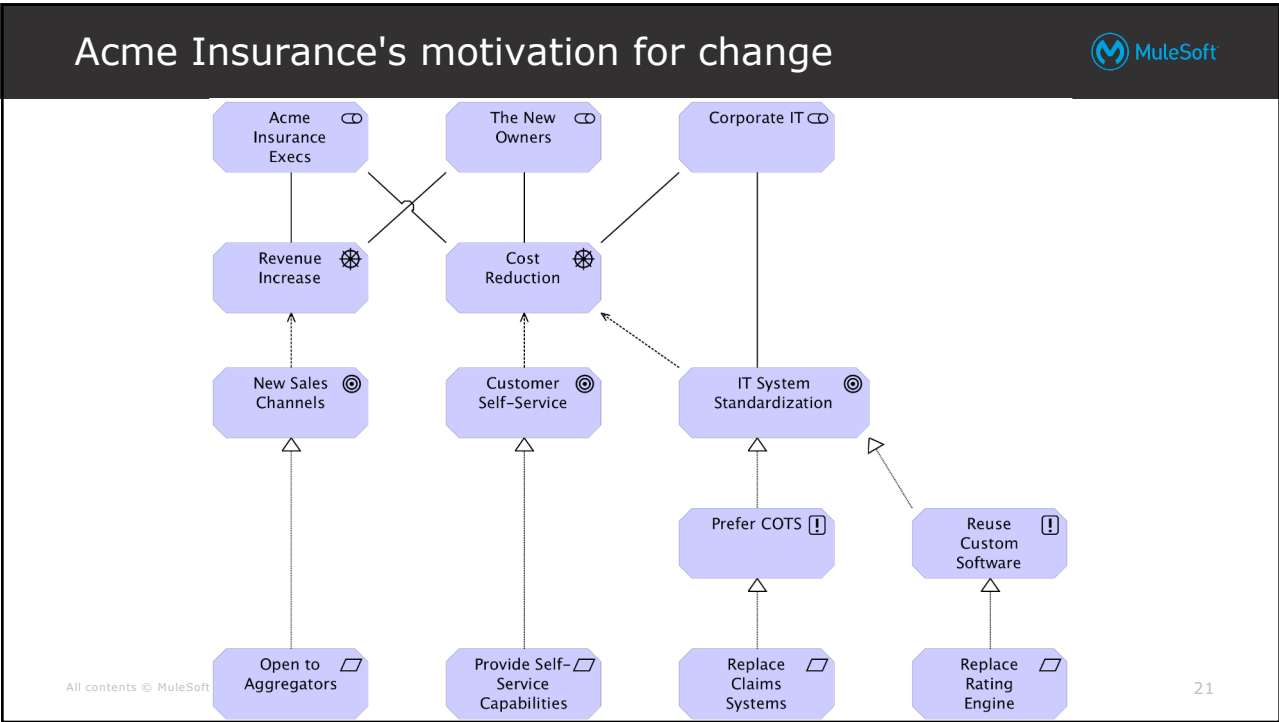 Acme Insurance's motivation for change
MuleSoft
Acme
Insurance
Execs
The New
Owners
Corporate IT
Revenue
Increase
Cost
Reduction
New Sales
Channels
Customer
Self-Service
IT System
Standardization
Prefer COTS
Reuse
Custom
Software
Open to
Aggregators
Provide Self-
Service
Capabilities
Replace
Claims
Systems
Replace
Rating
Engine
All contents © MuleSoft
21